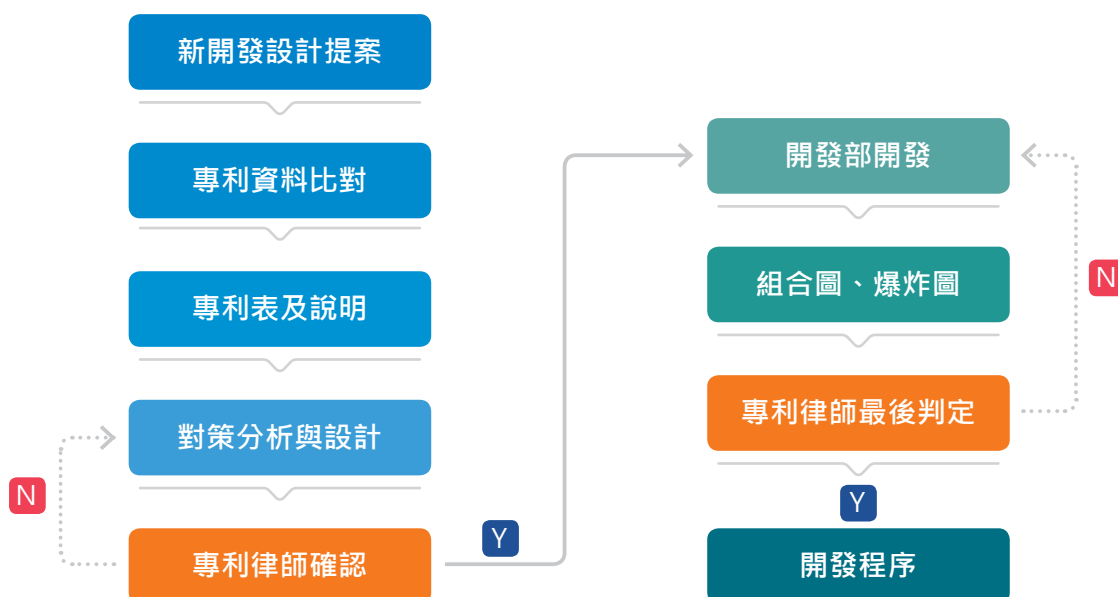 新開發設計提案
專利資料比對
專利表及說明
對策分析與設計
N
專利律師確認
Y
開發部開發
組合圖、爆炸圖
N
專利律師最後判定
Y
開發程序